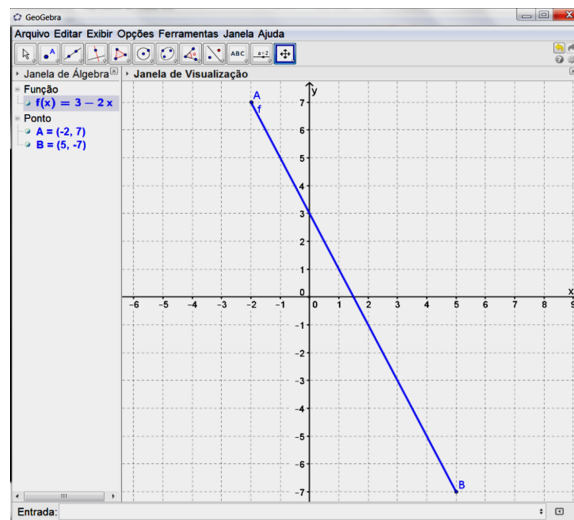 GeoGebra
Arquivo Editar Exibir Opções Ferramentas Janela Ajuda
A
ABC
a=2
Janela de Álgebra
Janela de Visualização
Função
f(x) = 3 – 2 x
Ponto
A = (-2, 7)
B = (5, -7)
y
A
f
7
6
5
4
3
2
1
0
x
-6 -5 -4 -3 -2 -1 0 1 2 3 4 5 6 7 8 9
-1
-2
-3
-4
-5
-6
B
-7
Entrada: